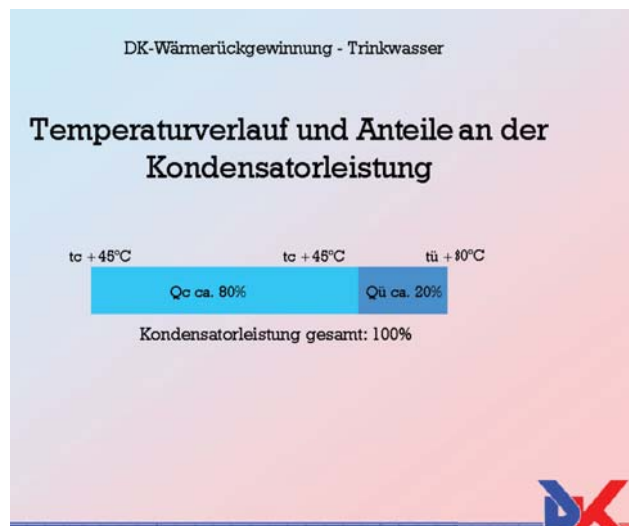 DK-Wärmerückgewinnung - Trinkwasser
Temperaturverlauf und Anteile an der
Kondensatorleistung
tc +45°C tc +45°C tü +80°C
Qc ca. 80% Qü ca. 20%
Kondensatorleistung gesamt: 100%
DK